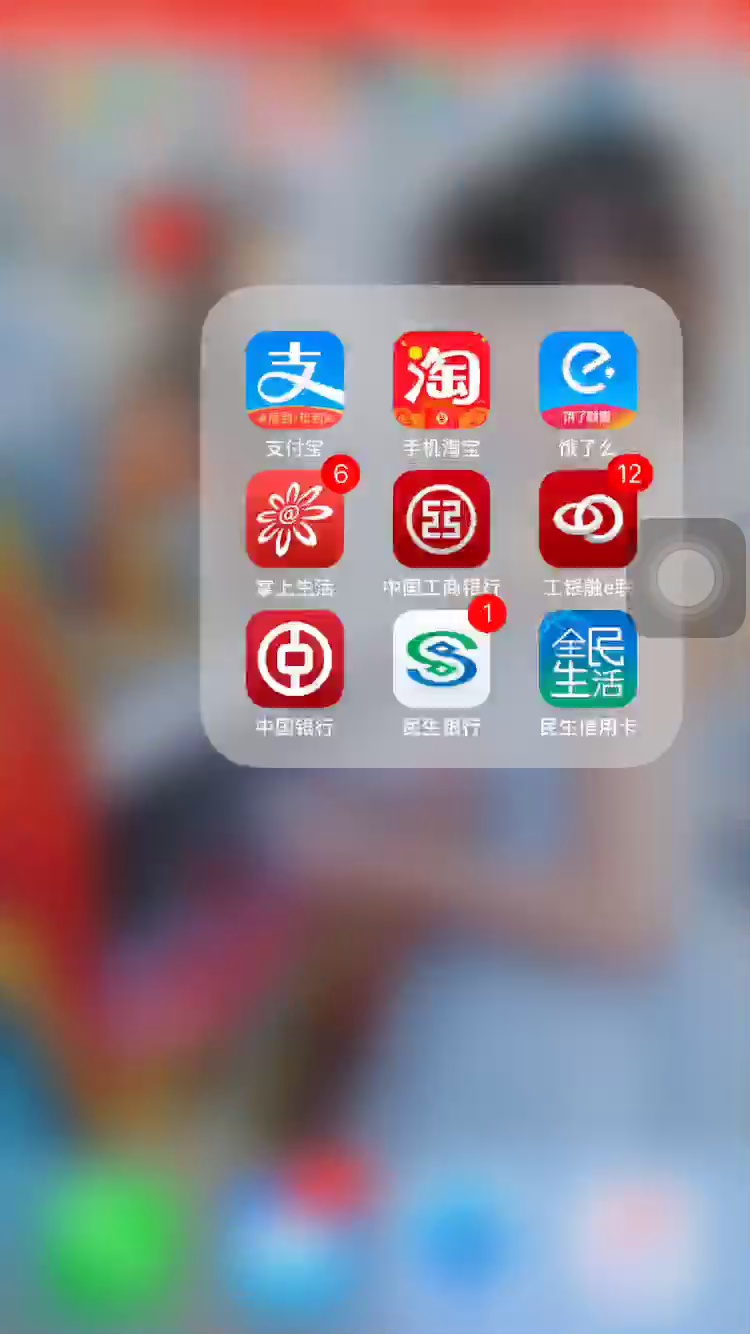 支
淘
支付宝
手机淘宝
饿了么
6
12
@
掌上生活
中国工商银行
工银融e联
1
全民
生活
中国银行
民生银行
民生信用卡